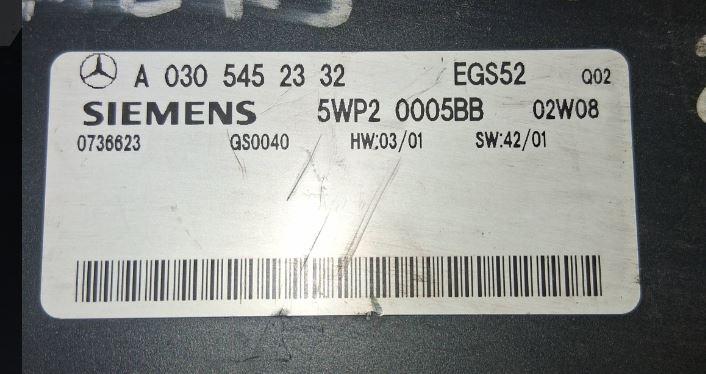 A 030 545 23 32 EGS52 Q02
SIEMENS 5WP2 0005BB 02W08
0736623 QS0040 HW:03/01 SW:42/01